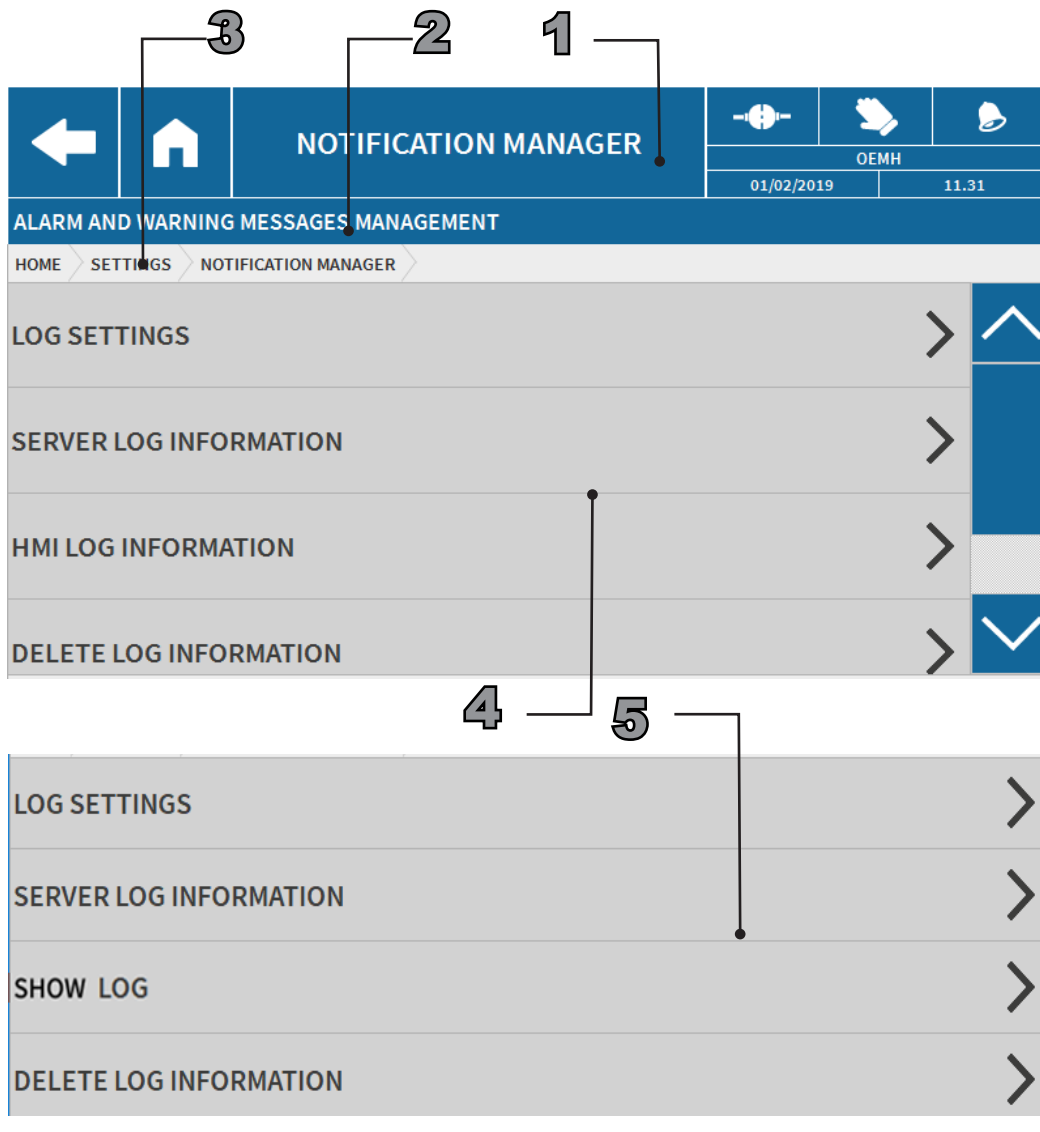 3 2 1
NOTIFICATION MANAGER
OEMH
01/02/2019 11.31
ALARM AND WARNING MESSAGES MANAGEMENT
HOME SETTINGS NOTIFICATION MANAGER
LOG SETTINGS
SERVER LOG INFORMATION
HMI LOG INFORMATION
DELETE LOG INFORMATION
4 5
LOG SETTINGS
SERVER LOG INFORMATION
SHOW LOG
DELETE LOG INFORMATION